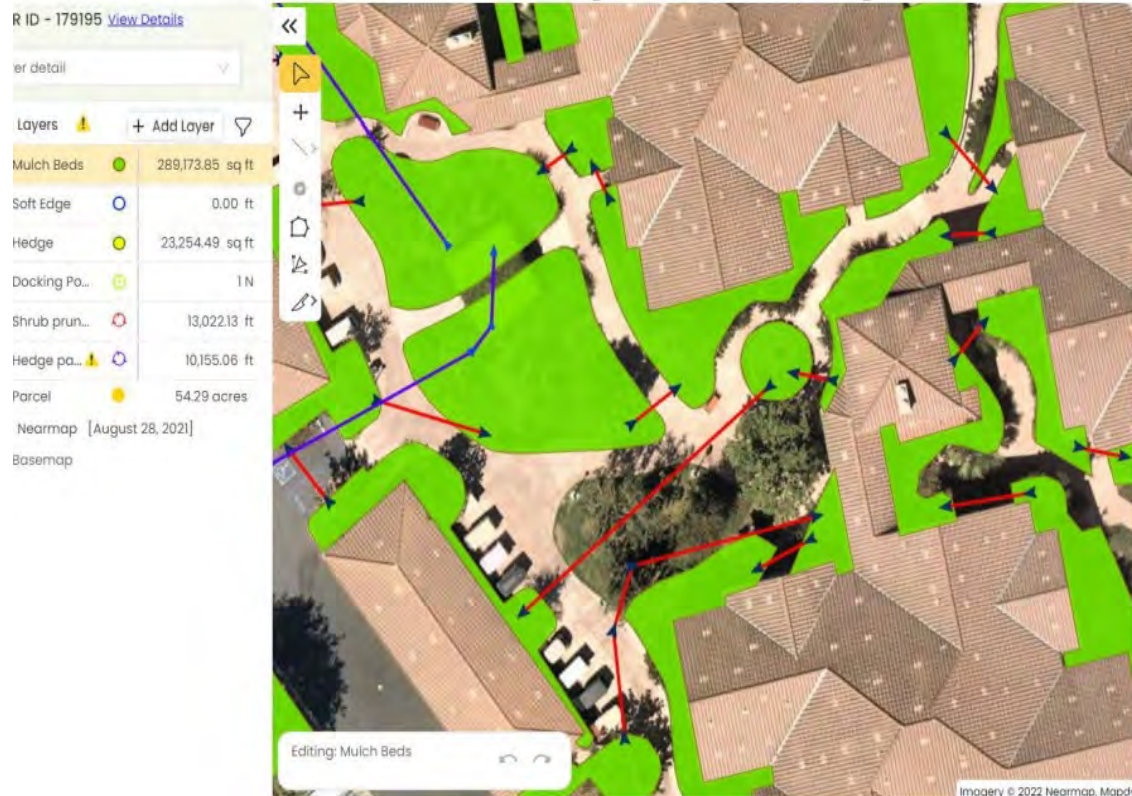 R ID - 179195 View Details
er detail
Layers + Add Layer
Mulch Beds 289,173.85 sq ft
Soft Edge 0.00 ft
Hedge 23,254.49 sq ft
Docking Po... 1 N
Shrub prun... 13,022.13 ft
Hedge pa... 10,155.06 ft
Parcel 54.29 acres
Nearmap [August 28, 2021]
Basemap
Editing: Mulch Beds
Imagery © 2022 Nearmap, Mapd